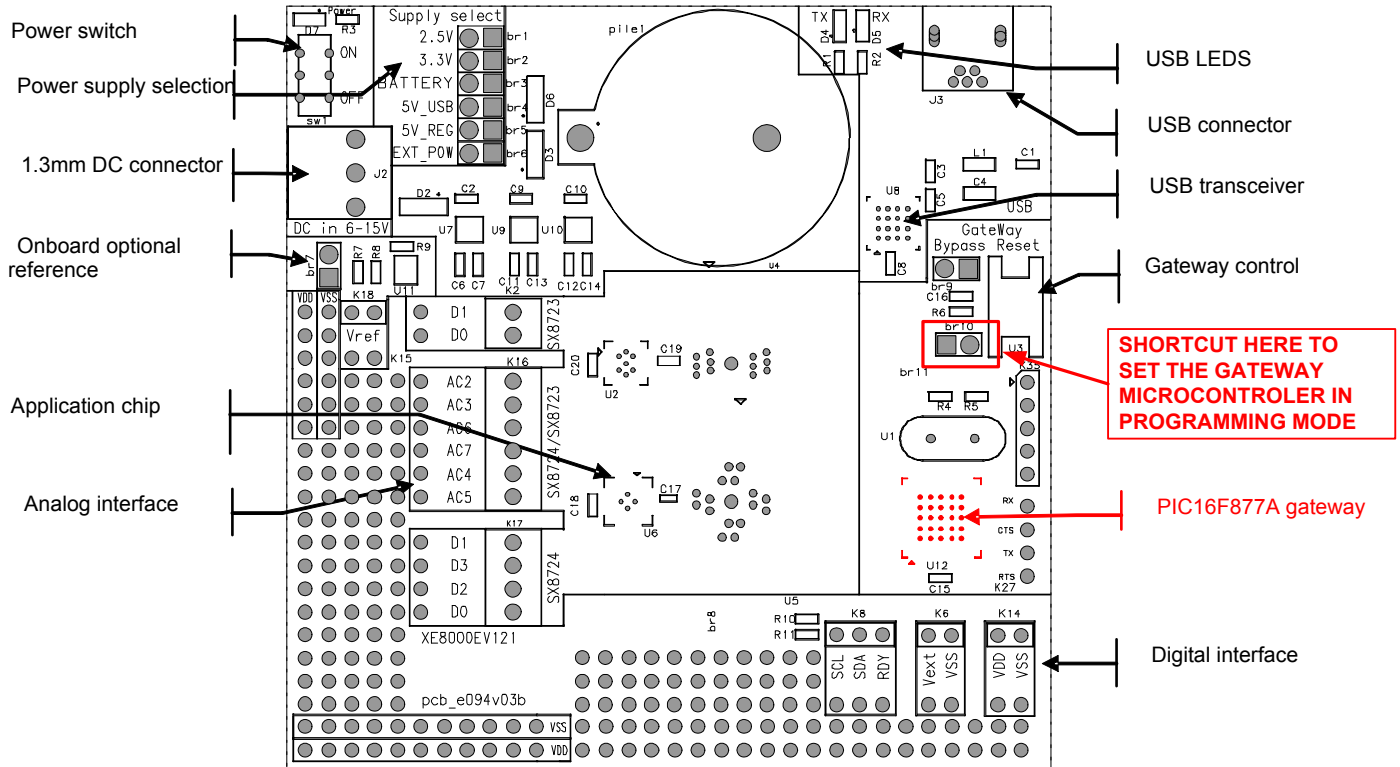 Power switch
Power supply selection
1.3mm DC connector
Onboard optional
reference
Application chip
Analog interface
Power
D7
R3
ON
OFF
sw1
Supply select
2.5V br1
3.3V br2
BATTERY br3
5V_USB br4
5V_REG br5
EXT_POW br6
D6
D3
J2
DC in 6-15V
D2
C2
C9
C10
U7
U9
U10
C6
C7
C11
C13
C12
C14
br7
R7
R8
R9
U11
VDD
VSS
K18
Vref
K15
K2
D1
D0
SX8723
K16
AC2
AC3
AC6
AC7
AC4
AC5
SX8724/SX8723
K17
D1
D3
D2
D0
SX8724
XE8000EV121
pcb_e094v03b
VSS
VDD
pile1
U4
C20
U2
C19
C18
U6
C17
TX
RX
D4
D5
R1
R2
J3
C3
L1
C1
C5
C4
U8
USB
C8
GateWay
Bypass Reset
br9
C16
R6
br10
U3
K33
br11
R4
R5
U1
RX
CTS
TX
RTS
K27
U12
C15
br8
U5
R10
R11
K8
K6
K14
SCL
SDA
RDY
Vext
VSS
VDD
VSS
USB LEDS
USB connector
USB transceiver
Gateway control
SHORTCUT HERE TO
SET THE GATEWAY
MICROCONTROLER IN
PROGRAMMING MODE
PIC16F877A gateway
Digital interface